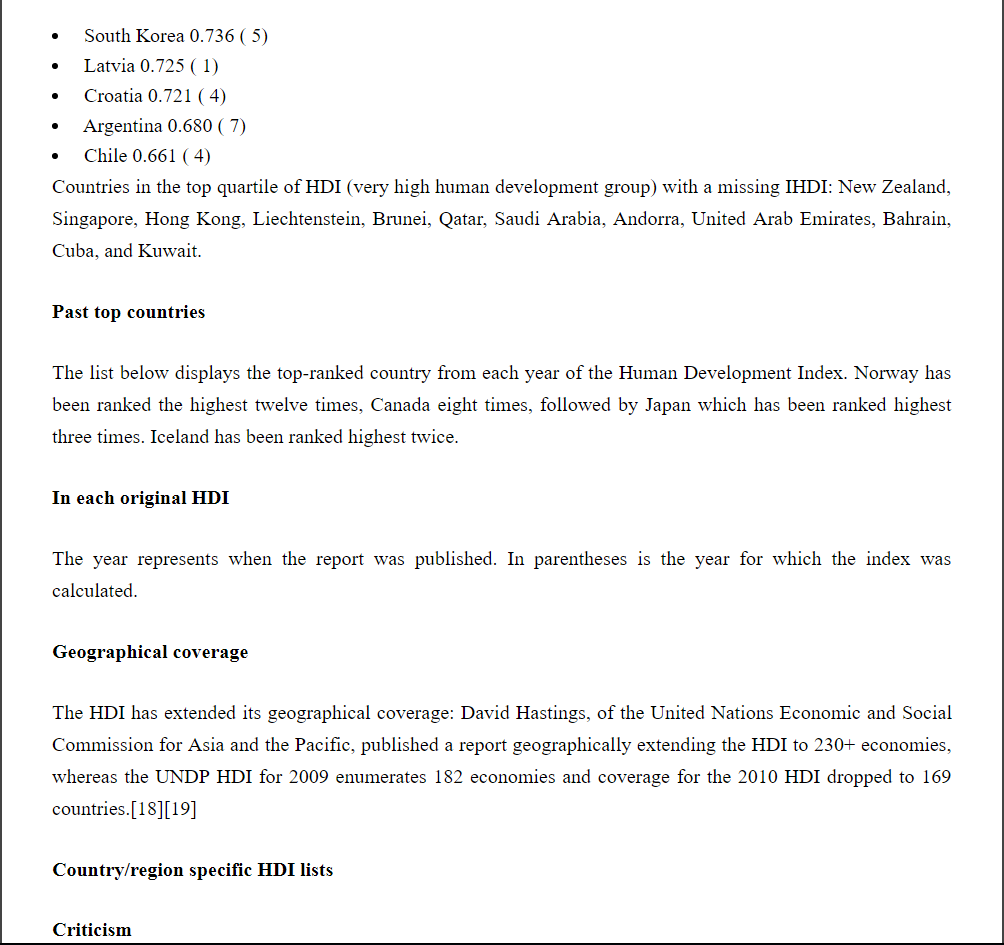 • South Korea 0.736 ( 5)
• Latvia 0.725 ( 1)
• Croatia 0.721 ( 4)
• Argentina 0.680 ( 7)
• Chile 0.661 ( 4)
Countries in the top quartile of HDI (very high human development group) with a missing IHDI: New Zealand,
Singapore, Hong Kong, Liechtenstein, Brunei, Qatar, Saudi Arabia, Andorra, United Arab Emirates, Bahrain,
Cuba, and Kuwait.
Past top countries
The list below displays the top-ranked country from each year of the Human Development Index. Norway has
been ranked the highest twelve times, Canada eight times, followed by Japan which has been ranked highest
three times. Iceland has been ranked highest twice.
In each original HDI
The year represents when the report was published. In parentheses is the year for which the index was
calculated.
Geographical coverage
The HDI has extended its geographical coverage: David Hastings, of the United Nations Economic and Social
Commission for Asia and the Pacific, published a report geographically extending the HDI to 230+ economies,
whereas the UNDP HDI for 2009 enumerates 182 economies and coverage for the 2010 HDI dropped to 169
countries.[18][19]
Country/region specific HDI lists
Criticism